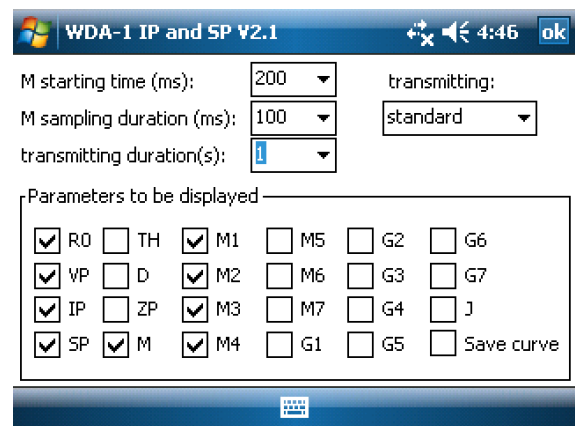 WDA-1 IP and SP V2.1 4:46 ok
M starting time (ms): 200 transmitting:
M sampling duration (ms): 100 standard
transmitting duration(s): 1
Parameters to be displayed
R0 TH M1 M5 G2 G6
VP D M2 M6 G3 G7
IP ZP M3 M7 G4 J
SP M M4 G1 G5 Save curve